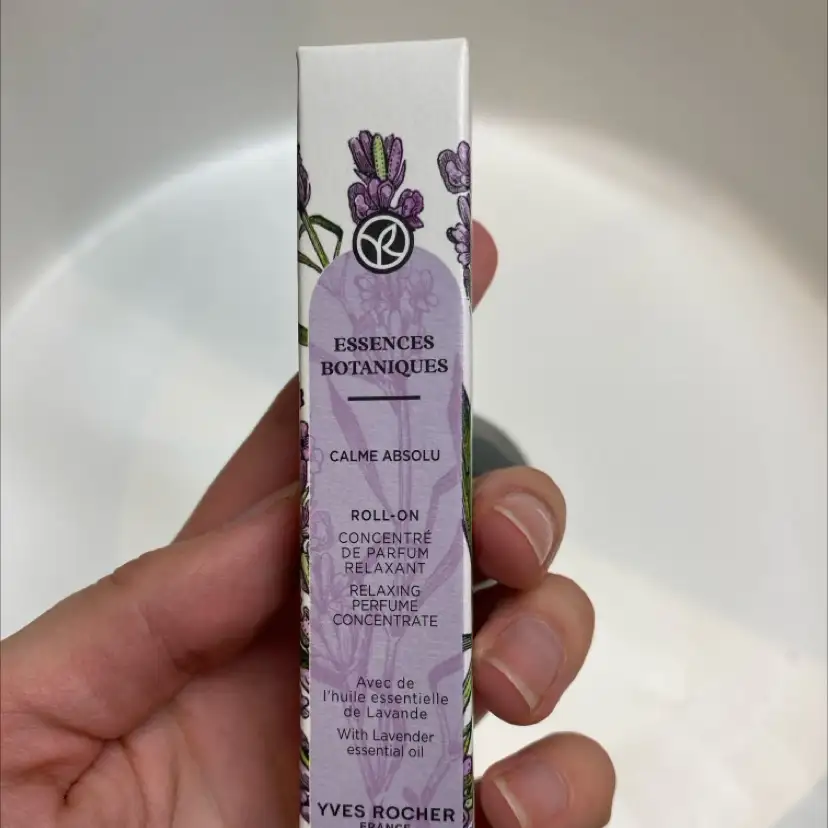 ESSENCES
BOTANIQUES
CALME ABSOLU
ROLL-ON
CONCENTRÉ
DE PARFUM
RELAXANT
RELAXING
PERFUME
CONCENTRATE
Avec de
l'huile essentielle
de Lavande
With Lavender
essential oil
YVES ROCHER
FRANCE